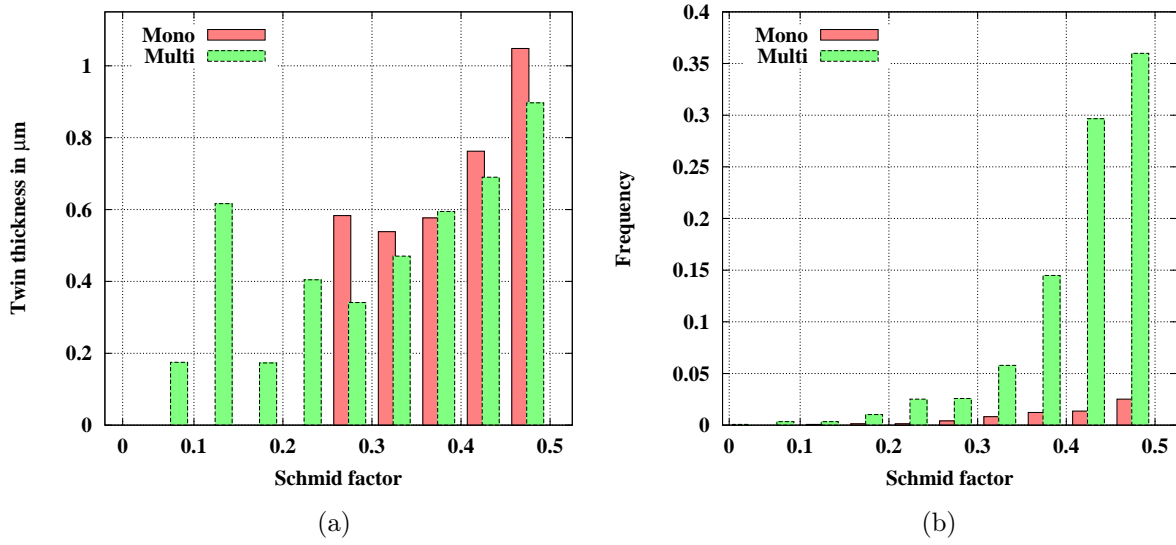 Mono
Multi
1
0.8
0.6
0.4
0.2
0
0 0.1 0.2 0.3 0.4 0.5
Twin thickness in μm
Schmid factor
(a)
Mono
Multi
0.4
0.35
0.3
0.25
0.2
0.15
0.1
0.05
0
0 0.1 0.2 0.3 0.4 0.5
Frequency
Schmid factor
(b)